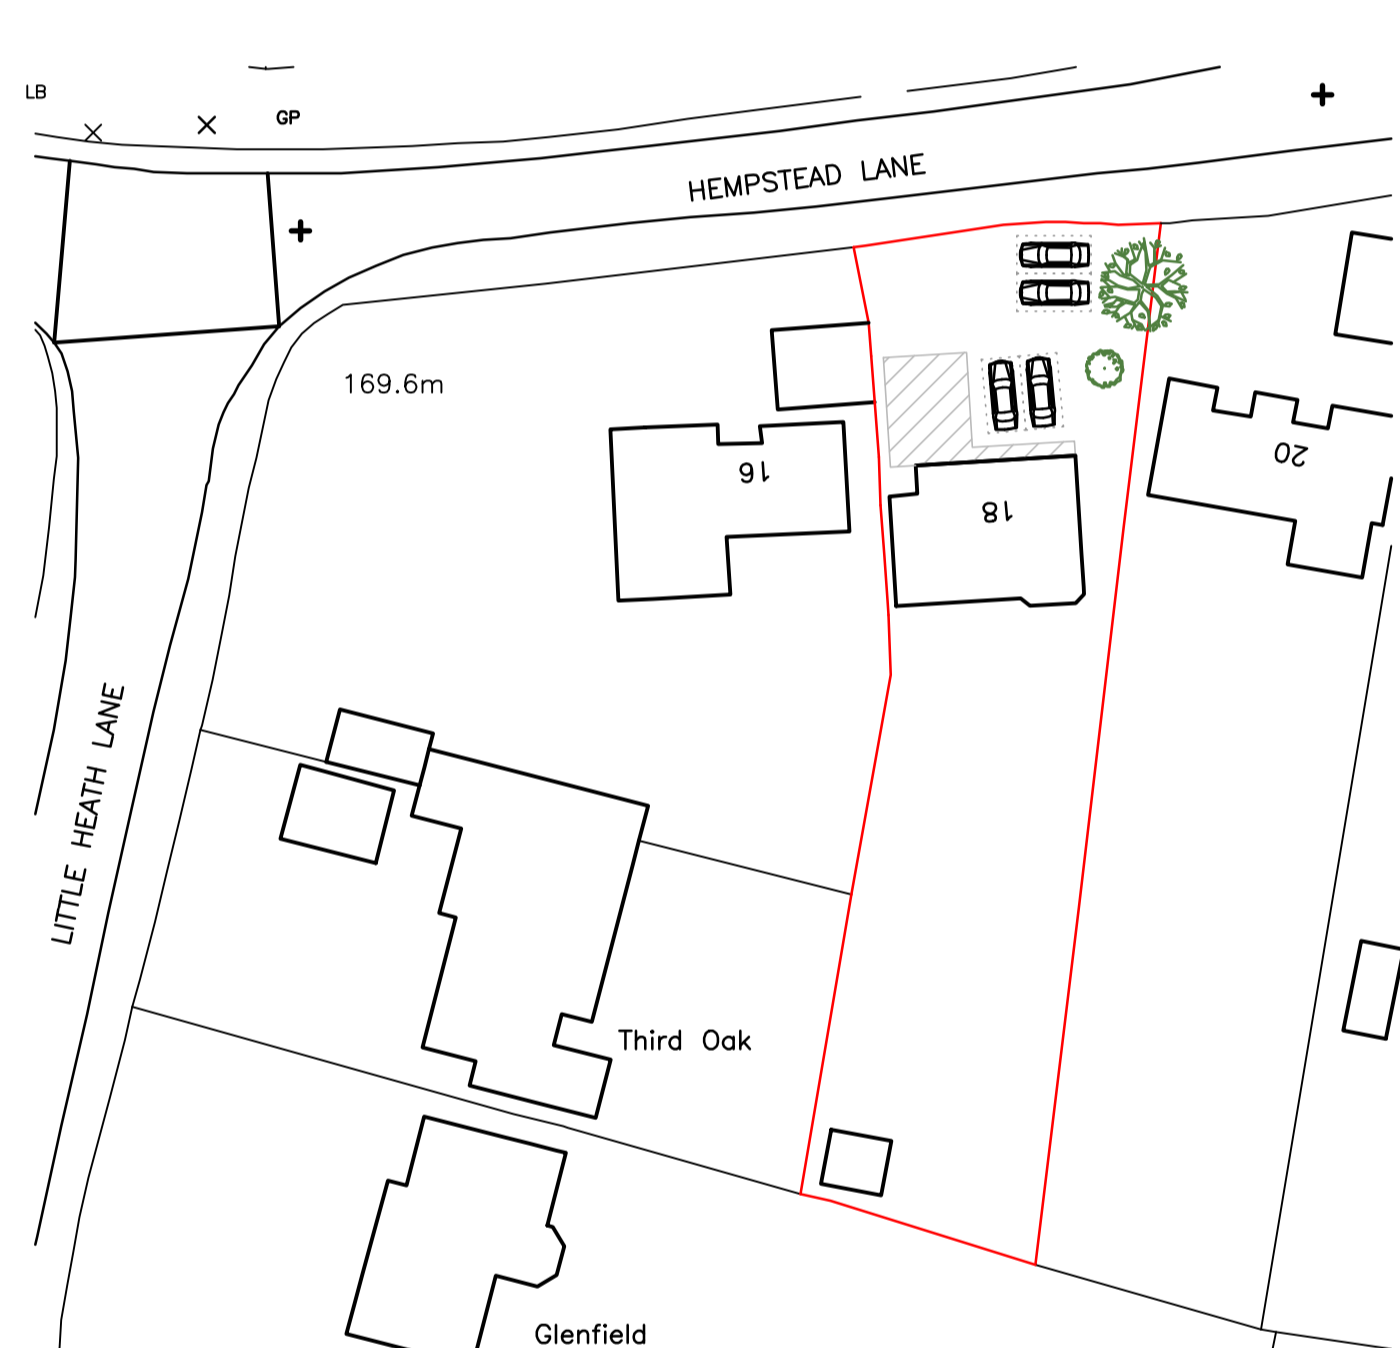 LB
GP
HEMPSTEAD LANE
169.6m
16
18
20
LITTLE HEATH LANE
Third Oak
Glenfield